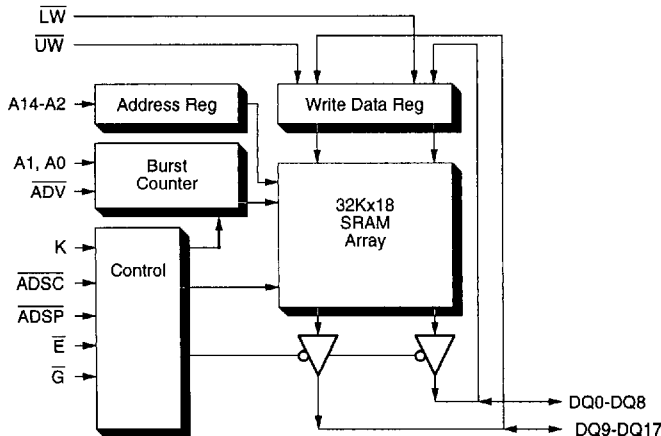 LW
UW
A14-A2
Address Reg
Write Data Reg
A1, A0
ADV
Burst
Counter
32Kx18
SRAM
Array
K
ADSC
ADSP
E
G
Control
DQ0-DQ8
DQ9-DQ17